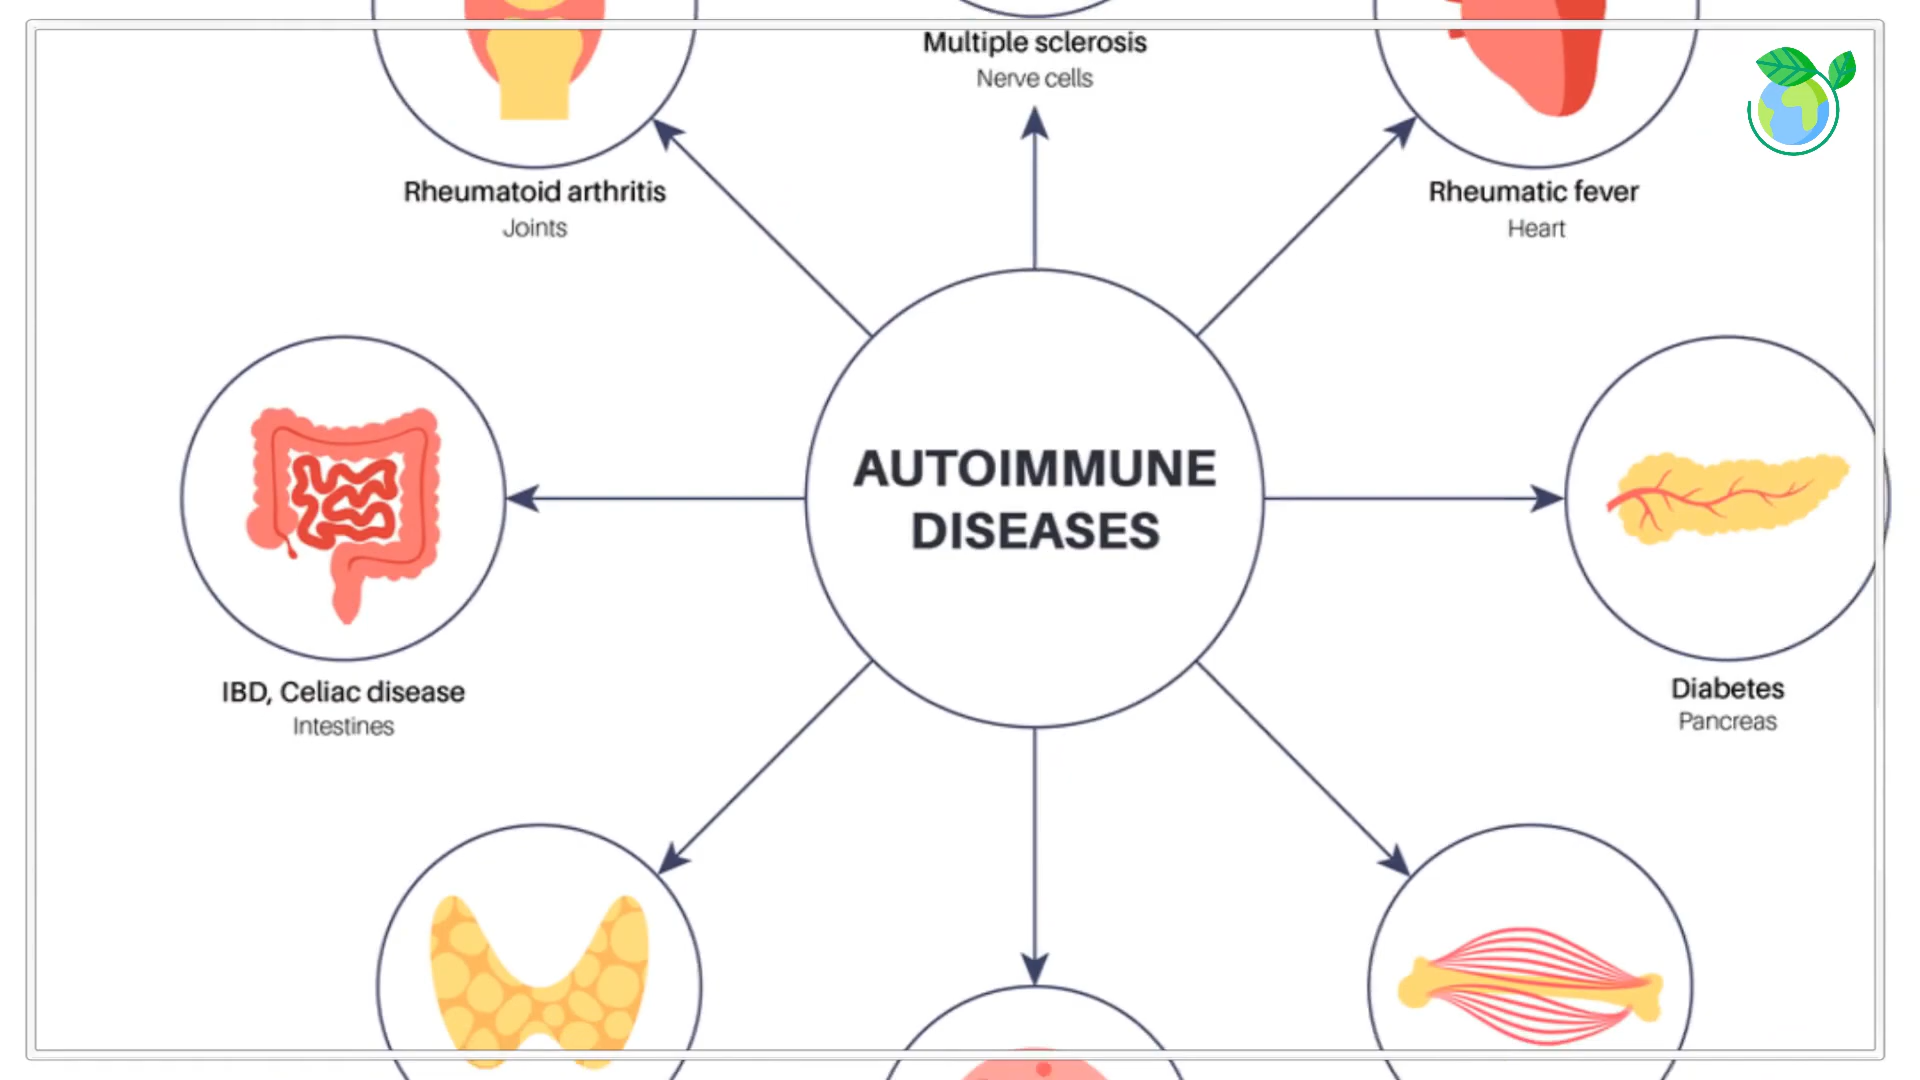 Multiple sclerosis
Nerve cells
Rheumatoid arthritis
Joints
Rheumatic fever
Heart
AUTOIMMUNE
DISEASES
IBD, Celiac disease
Intestines
Diabetes
Pancreas